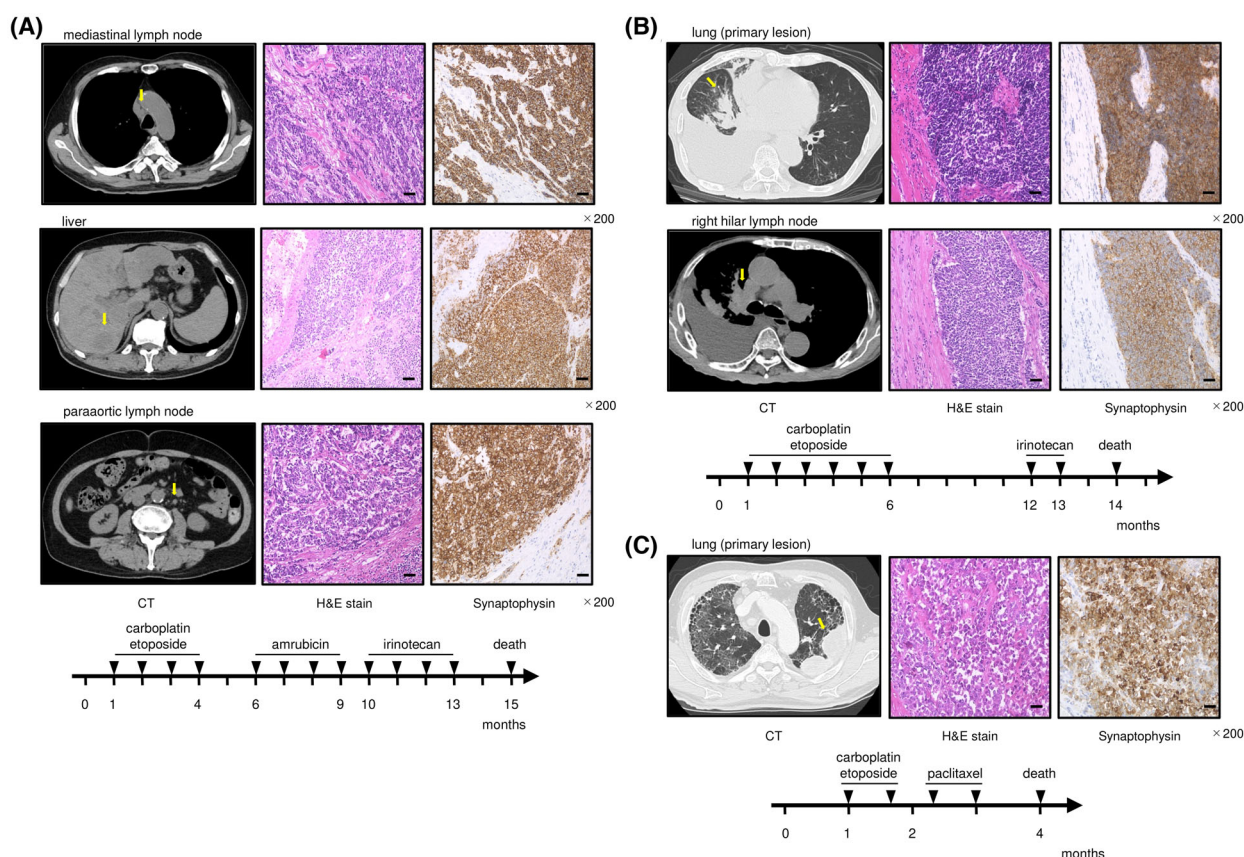 (A)
mediastinal lymph node
×200
liver
×200
paraaortic lymph node
CT
H&E stain
Synaptophysin
×200
carboplatin
etoposide
amrubicin
irinotecan
death
0 1 4 6 9 10 13 15
months
(B)
lung (primary lesion)
×200
right hilar lymph node
CT
H&E stain
Synaptophysin
×200
carboplatin
etoposide
irinotecan
death
0 1 6 12 13 14
months
(C)
lung (primary lesion)
CT
H&E stain
Synaptophysin
×200
carboplatin
etoposide
paclitaxel
death
0 1 2 4
months